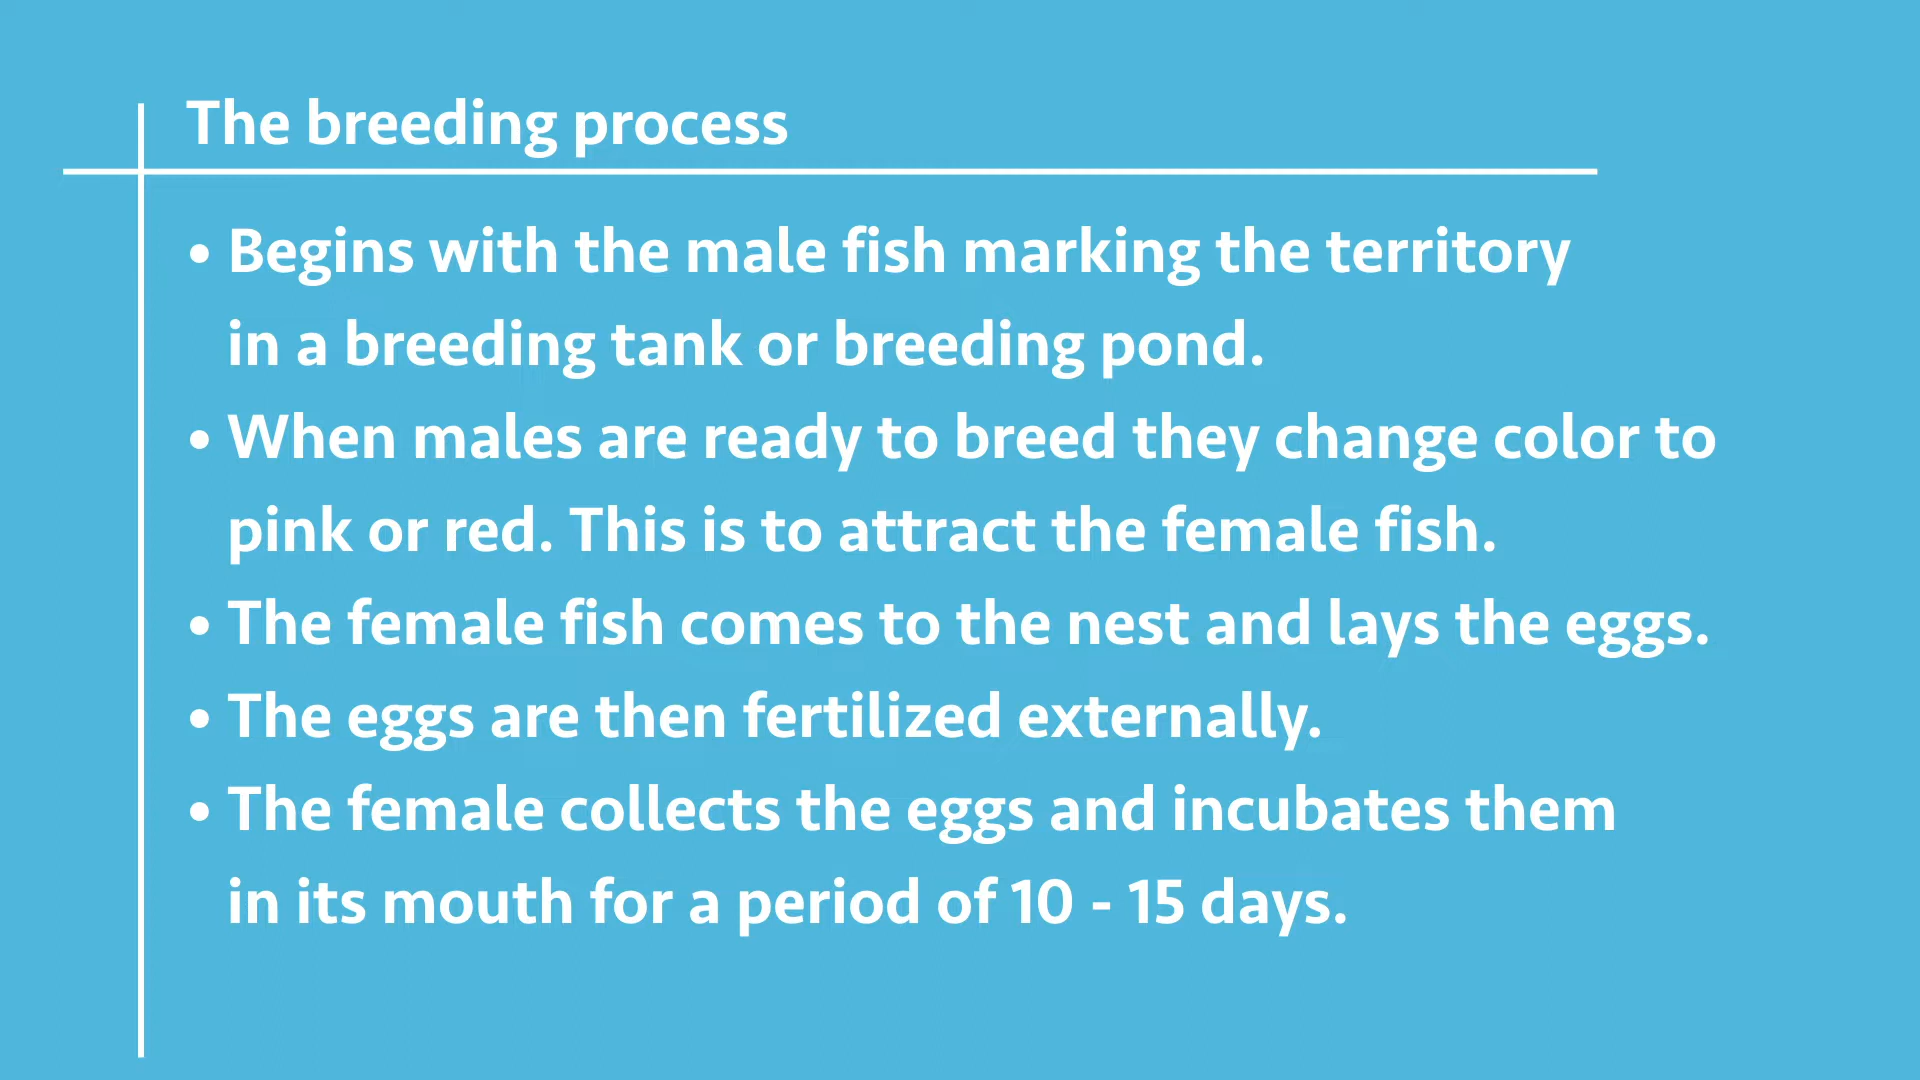 The breeding process
• Begins with the male fish marking the territory
in a breeding tank or breeding pond.
• When males are ready to breed they change color to
pink or red. This is to attract the female fish.
• The female fish comes to the nest and lays the eggs.
• The eggs are then fertilized externally.
• The female collects the eggs and incubates them
in its mouth for a period of 10 - 15 days.